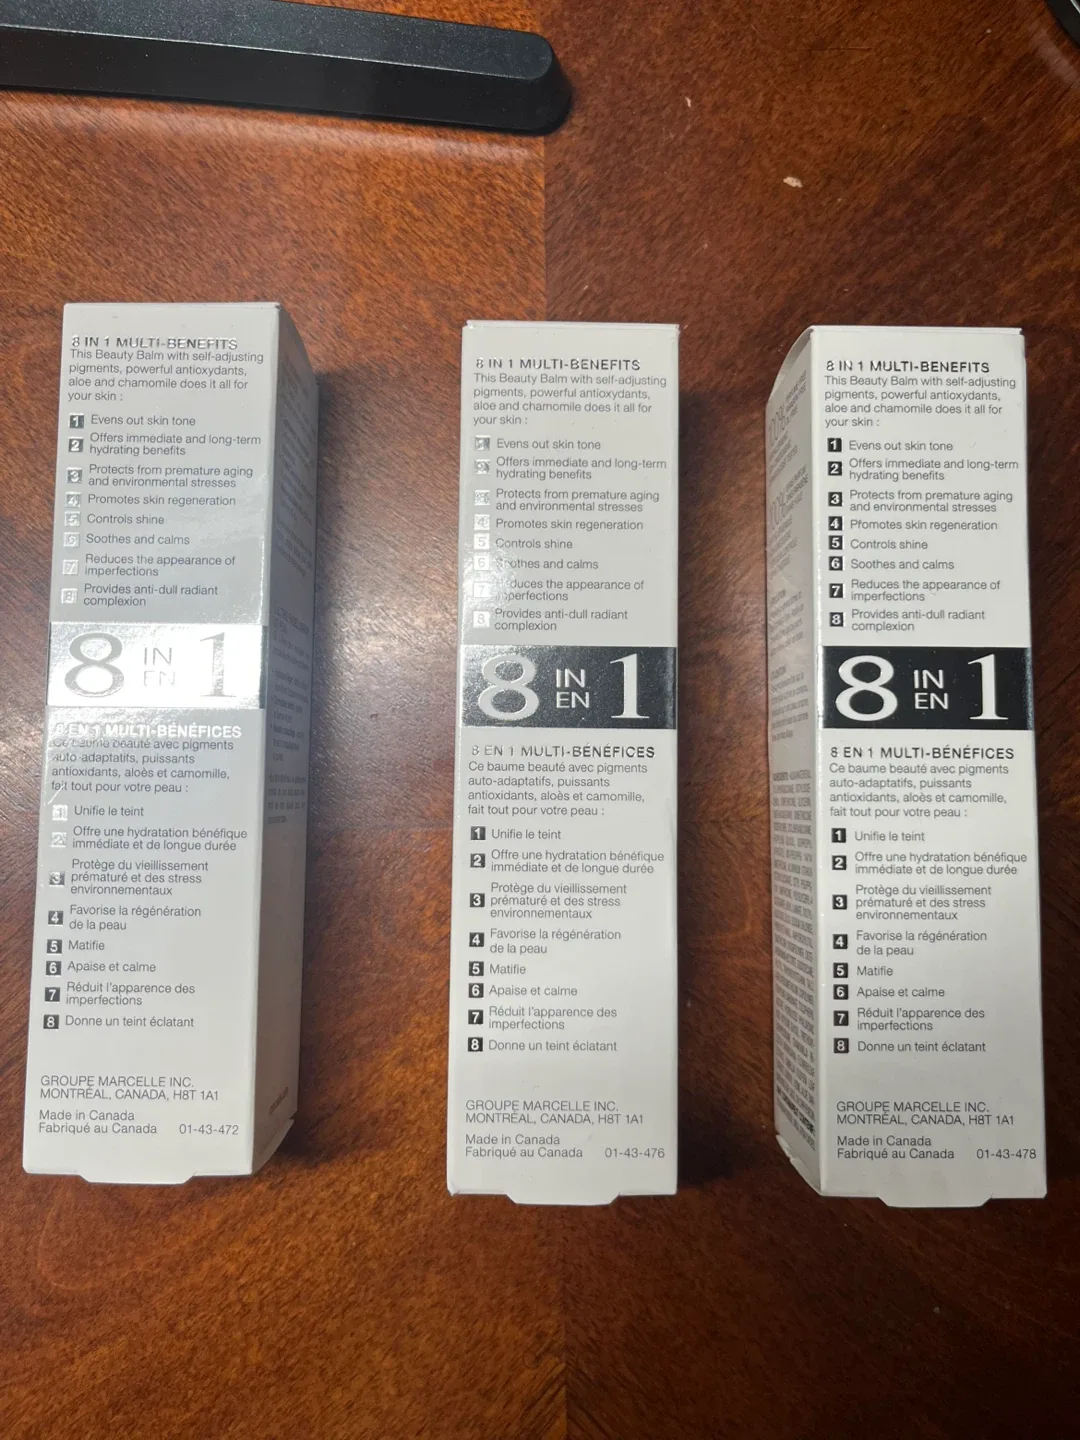 8 IN 1 MULTI-BENEFITS
This Beauty Balm with self-adjusting
pigments, powerful antioxydants,
aloe and chamomile does it all for
your skin :
1 Evens out skin tone
2 Offers immediate and long-term
hydrating benefits
3 Protects from premature aging
and environmental stresses
4 Promotes skin regeneration
5 Controls shine
6 Soothes and calms
7 Reduces the appearance of
imperfections
8 Provides anti-dull radiant
complexion
8 IN EN 1
8 EN 1 MULTI-BÉNÉFICES
Ce baume beauté avec pigments
auto-adaptatifs, puissants
antioxidants, aloès et camomille,
fait tout pour votre peau :
1 Unifie le teint
2 Offre une hydratation bénéfique
immédiate et de longue durée
3 Protège du vieillissement
prématuré et des stress
environnementaux
4 Favorise la régénération
de la peau
5 Matifie
6 Apaise et calme
7 Réduit l'apparence des
imperfections
8 Donne un teint éclatant
GROUPE MARCELLE INC.
MONTRÉAL, CANADA, H8T 1A1
Made in Canada
Fabriqué au Canada 01-43-472
8 IN 1 MULTI-BENEFITS
This Beauty Balm with self-adjusting
pigments, powerful antioxydants,
aloe and chamomile does it all for
your skin :
1 Evens out skin tone
2 Offers immediate and long-term
hydrating benefits
3 Protects from premature aging
and environmental stresses
4 Promotes skin regeneration
5 Controls shine
6 Soothes and calms
7 Reduces the appearance of
imperfections
8 Provides anti-dull radiant
complexion
8 IN EN 1
8 EN 1 MULTI-BÉNÉFICES
Ce baume beauté avec pigments
auto-adaptatifs, puissants
antioxidants, aloès et camomille,
fait tout pour votre peau :
1 Unifie le teint
2 Offre une hydratation bénéfique
immédiate et de longue durée
3 Protège du vieillissement
prématuré et des stress
environnementaux
4 Favorise la régénération
de la peau
5 Matifie
6 Apaise et calme
7 Réduit l'apparence des
imperfections
8 Donne un teint éclatant
GROUPE MARCELLE INC.
MONTRÉAL, CANADA, H8T 1A1
Made in Canada
Fabriqué au Canada 01-43-476
100%
100%
8 IN 1 MULTI-BENEFITS
This Beauty Balm with self-adjusting
pigments, powerful antioxydants,
aloe and chamomile does it all for
your skin :
1 Evens out skin tone
2 Offers immediate and long-term
hydrating benefits
3 Protects from premature aging
and environmental stresses
4 Promotes skin regeneration
5 Controls shine
6 Soothes and calms
7 Reduces the appearance of
imperfections
8 Provides anti-dull radiant
complexion
8 IN EN 1
8 EN 1 MULTI-BÉNÉFICES
Ce baume beauté avec pigments
auto-adaptatifs, puissants
antioxidants, aloès et camomille,
fait tout pour votre peau :
1 Unifie le teint
2 Offre une hydratation bénéfique
immédiate et de longue durée
3 Protège du vieillissement
prématuré et des stress
environnementaux
4 Favorise la régénération
de la peau
5 Matifie
6 Apaise et calme
7 Réduit l'apparence des
imperfections
8 Donne un teint éclatant
GROUPE MARCELLE INC.
MONTRÉAL, CANADA, H8T 1A1
Made in Canada
Fabriqué au Canada 01-43-478